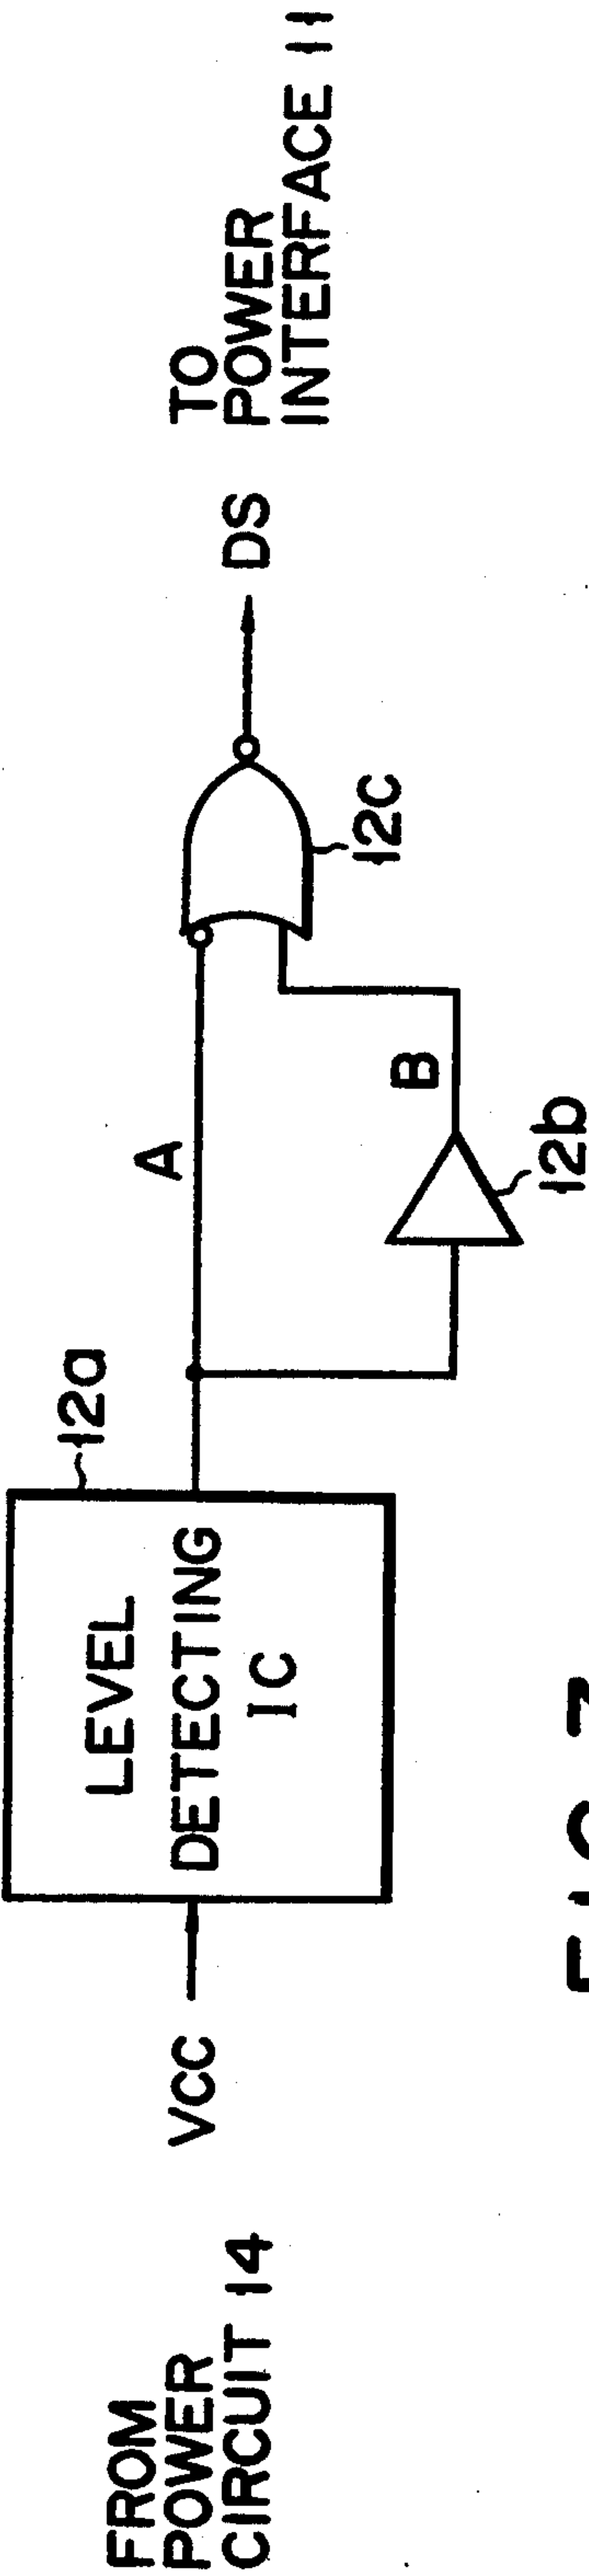 FROM
POWER
CIRCUIT 14
VCC
LEVEL
DETECTING
IC
12a
A
B
12b
12c
DS
TO
POWER
INTERFACE 11